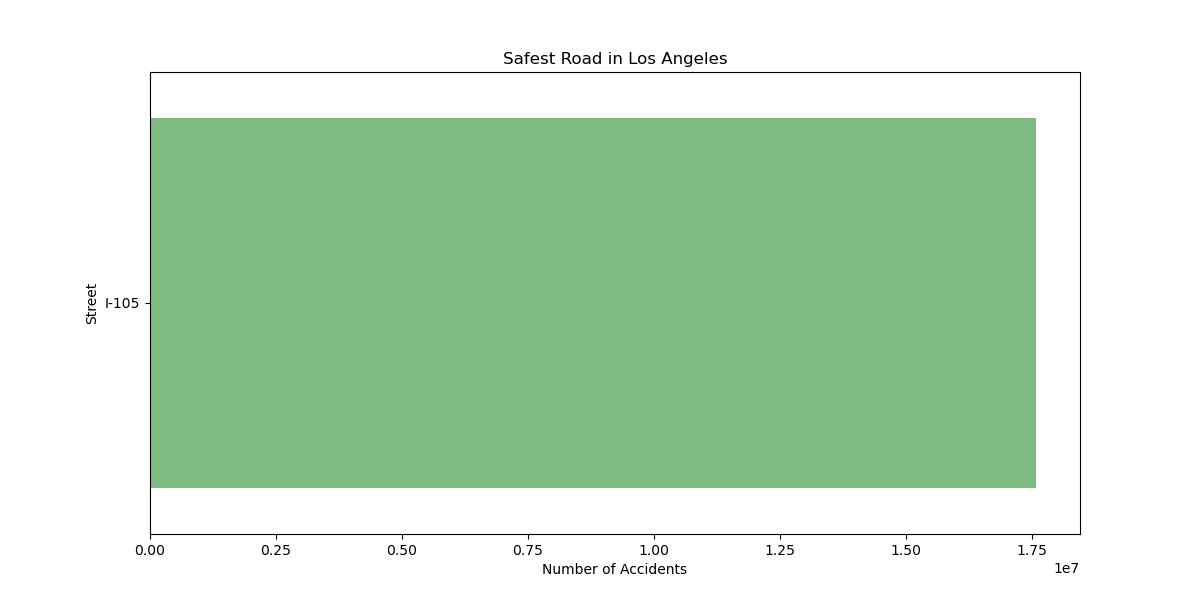 Safest Road in Los Angeles
Street
I-105
0.00 0.25 0.50 0.75 1.00 1.25 1.50 1.75
1e7
Number of Accidents